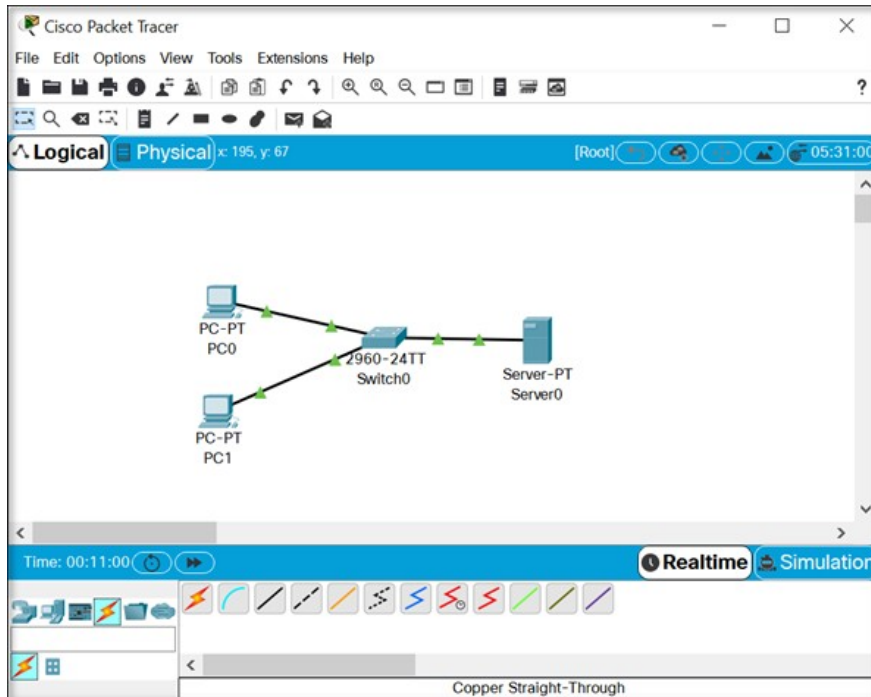 Cisco Packet Tracer
File Edit Options View Tools Extensions Help
?
Logical Physical x: 195, y: 67 [Root] 05:31:00
PC-PT
PC0
2960-24TT
Switch0
Server-PT
Server0
PC-PT
PC1
Time: 00:11:00 Realtime Simulation
Copper Straight-Through